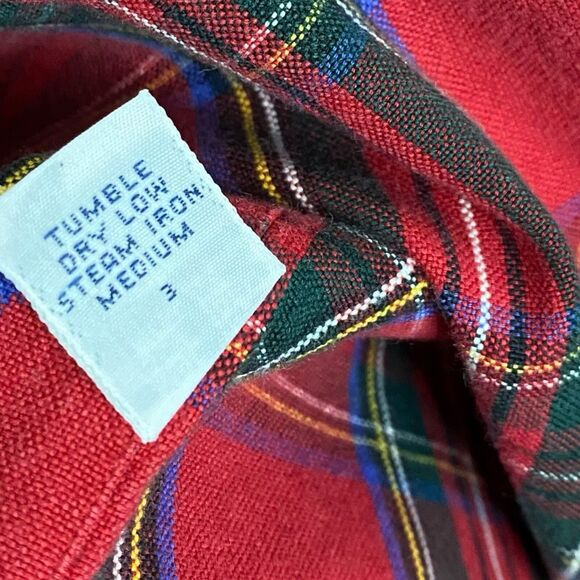 TUMBLE
DRY LOW
STEAM IRON
MEDIUM
3